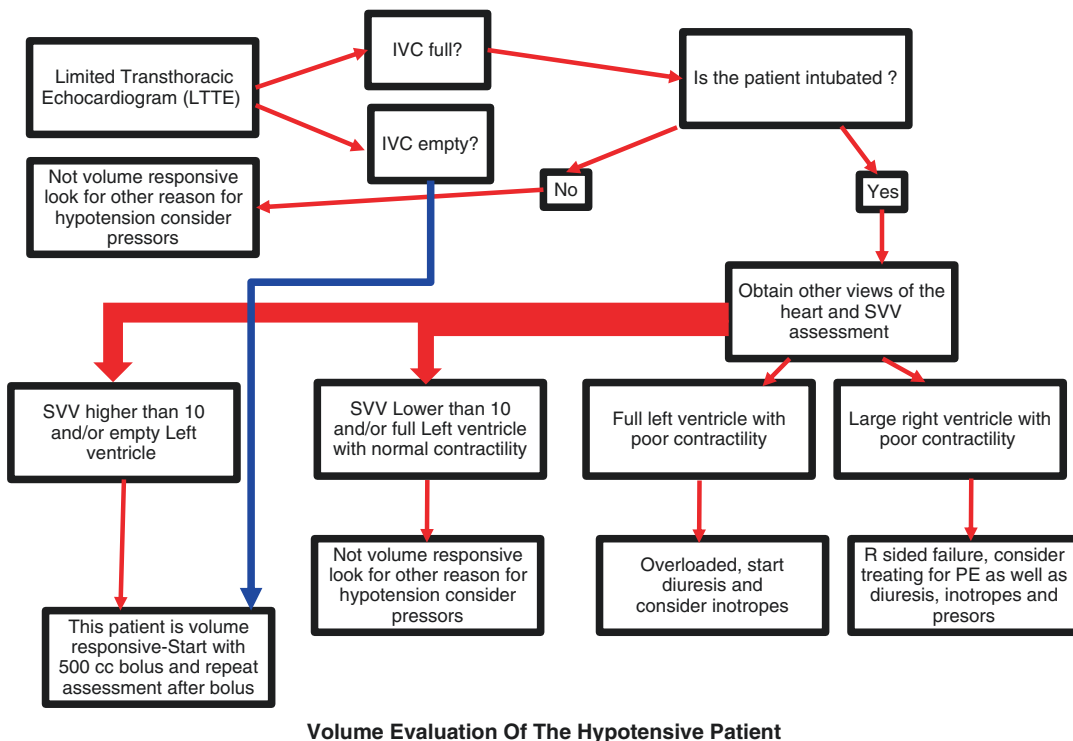 IVC full?
Limited Transthoracic
Echocardiogram (LTTE)
Is the patient intubated ?
IVC empty?
Not volume responsive
look for other reason for
hypotension consider
pressors
No
Yes
Obtain other views of the
heart and SVV
assessment
SVV higher than 10
and/or empty Left
ventricle
SVV Lower than 10
and/or full Left ventricle
with normal contractility
Full left ventricle with
poor contractility
Large right ventricle with
poor contractility
Not volume responsive
look for other reason for
hypotension consider
pressors
Overloaded, start
diuresis and
consider inotropes
R sided failure, consider
treating for PE as well as
diuresis, inotropes and
presors
This patient is volume
responsive-Start with
500 cc bolus and repeat
assessment after bolus
Volume Evaluation Of The Hypotensive Patient